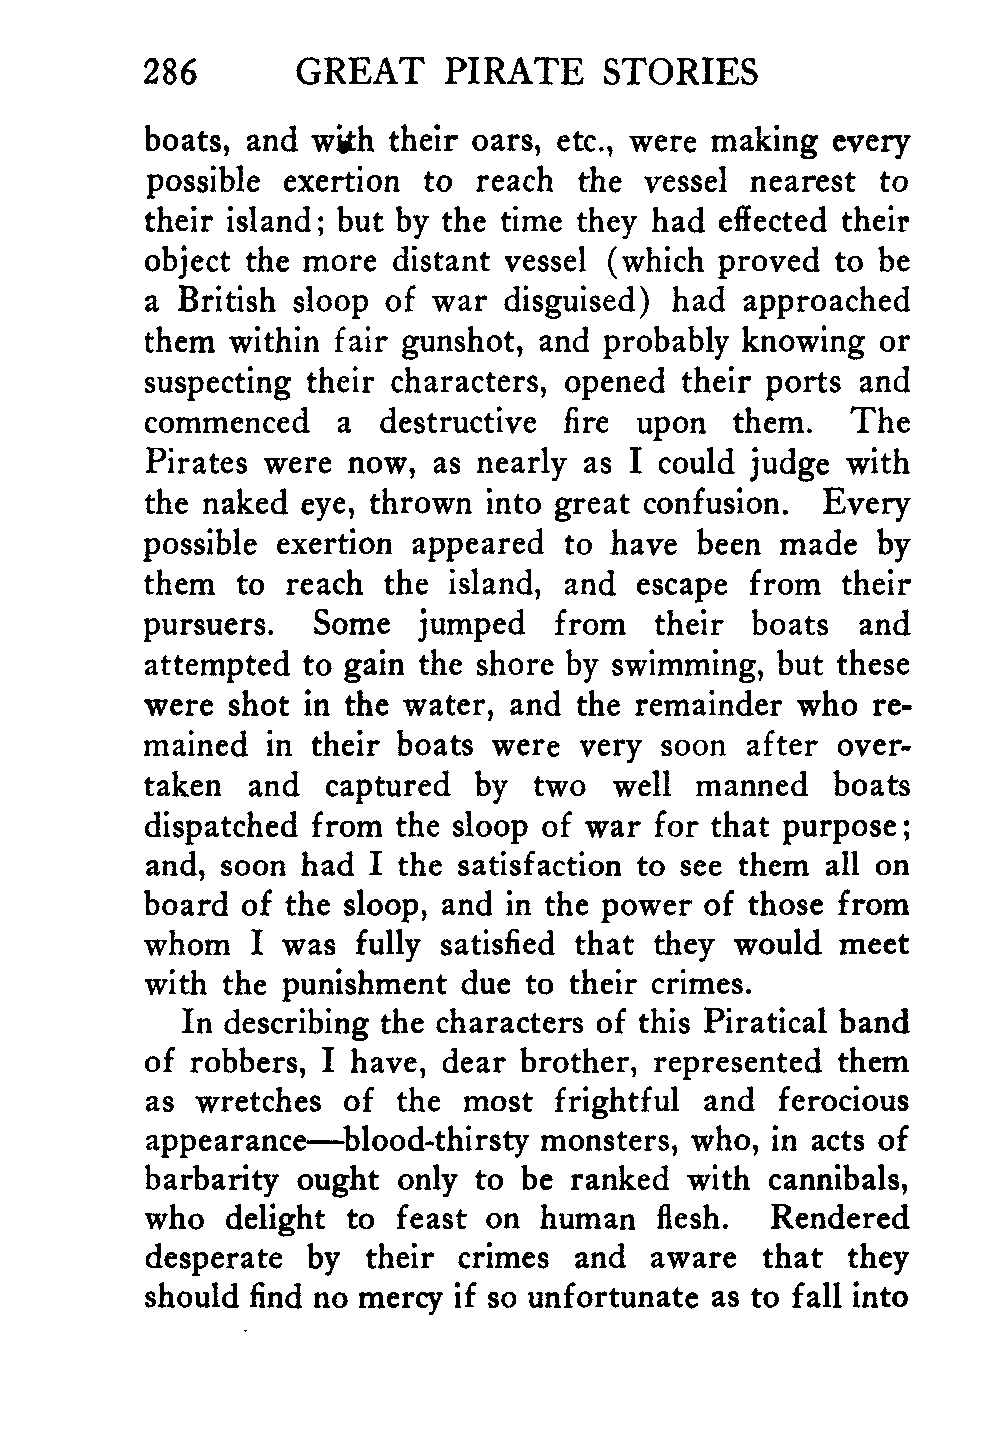 286 GREAT PIRATE STORIES
boats, and with their oars, etc., were making every
possible exertion to reach the vessel nearest to
their island; but by the time they had effected their
object the more distant vessel (which proved to be
a British sloop of war disguised) had approached
them within fair gunshot, and probably knowing or
suspecting their characters, opened their ports and
commenced a destructive fire upon them. The
Pirates were now, as nearly as I could judge with
the naked eye, thrown into great confusion. Every
possible exertion appeared to have been made by
them to reach the island, and escape from their
pursuers. Some jumped from their boats and
attempted to gain the shore by swimming, but these
were shot in the water, and the remainder who re-
mained in their boats were very soon after over-
taken and captured by two well manned boats
dispatched from the sloop of war for that purpose;
and, soon had I the satisfaction to see them all on
board of the sloop, and in the power of those from
whom I was fully satisfied that they would meet
with the punishment due to their crimes.
In describing the characters of this Piratical band
of robbers, I have, dear brother, represented them
as wretches of the most frightful and ferocious
appearance—blood-thirsty monsters, who, in acts of
barbarity ought only to be ranked with cannibals,
who delight to feast on human flesh. Rendered
desperate by their crimes and aware that they
should find no mercy if so unfortunate as to fall into